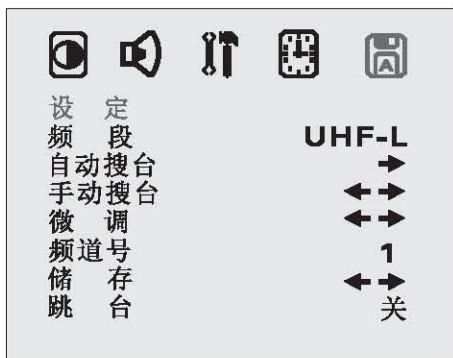 A
设 定
频 段 UHF-L
自动搜台 →
手动搜台 ←→
微 调 ←→
频道号 1
储 存 ←→
跳 台 关